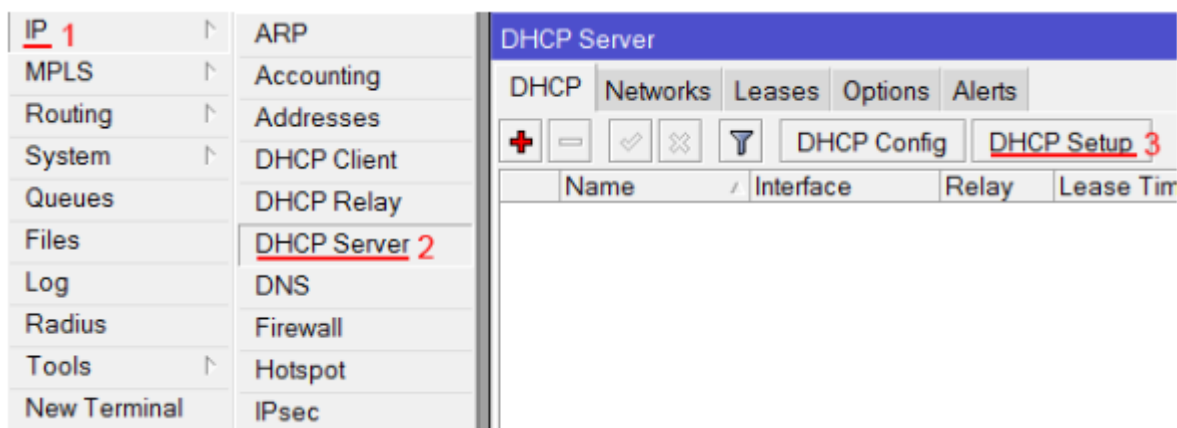 IP 1
MPLS
Routing
System
Queues
Files
Log
Radius
Tools
New Terminal
ARP
Accounting
Addresses
DHCP Client
DHCP Relay
DHCP Server 2
DNS
Firewall
Hotspot
IPsec
DHCP Server
DHCP Networks Leases Options Alerts
DHCP Config DHCP Setup 3
Name Interface Relay Lease Tim